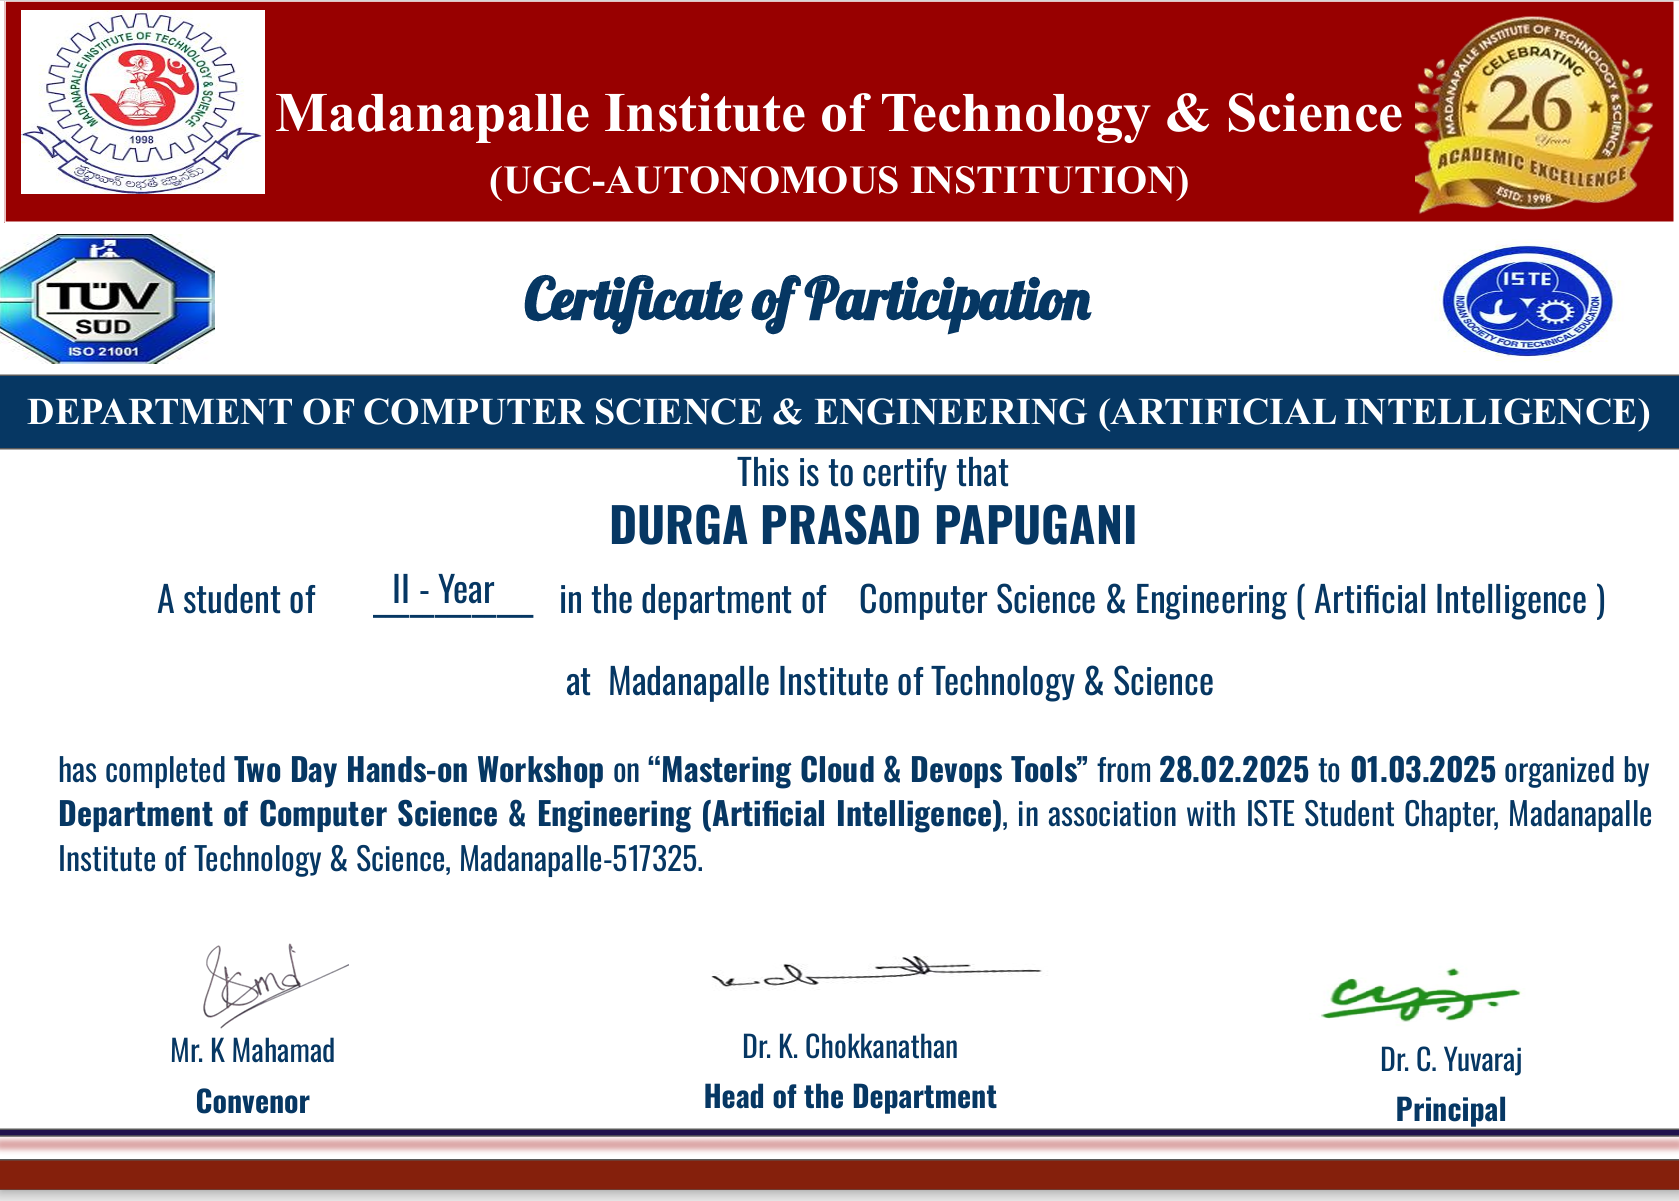 MADANAPALLE INSTITUTE OF TECHNOLOGY & SCIENCE
1998
Madanapalle Institute of Technology & Science
(UGC-AUTONOMOUS INSTITUTION)
MADANAPALLE INSTITUTE OF TECHNOLOGY & SCIENCE
CELEBRATING
26
Years
ACADEMIC EXCELLENCE
ESTD: 1998
TÜV
SUD
ISO 21001
Certificate of Participation
ISTE
INDIAN SOCIETY FOR TECHNICAL EDUCATION
DEPARTMENT OF COMPUTER SCIENCE & ENGINEERING (ARTIFICIAL INTELLIGENCE)
This is to certify that
DURGA PRASAD PAPUGANI
A student of II - Year in the department of Computer Science & Engineering ( Artificial Intelligence )
at Madanapalle Institute of Technology & Science
has completed Two Day Hands-on Workshop on “Mastering Cloud & Devops Tools” from 28.02.2025 to 01.03.2025 organized by
Department of Computer Science & Engineering (Artificial Intelligence), in association with ISTE Student Chapter, Madanapalle
Institute of Technology & Science, Madanapalle-517325.
Mr. K Mahamad
Convenor
Dr. K. Chokkanathan
Head of the Department
Dr. C. Yuvaraj
Principal